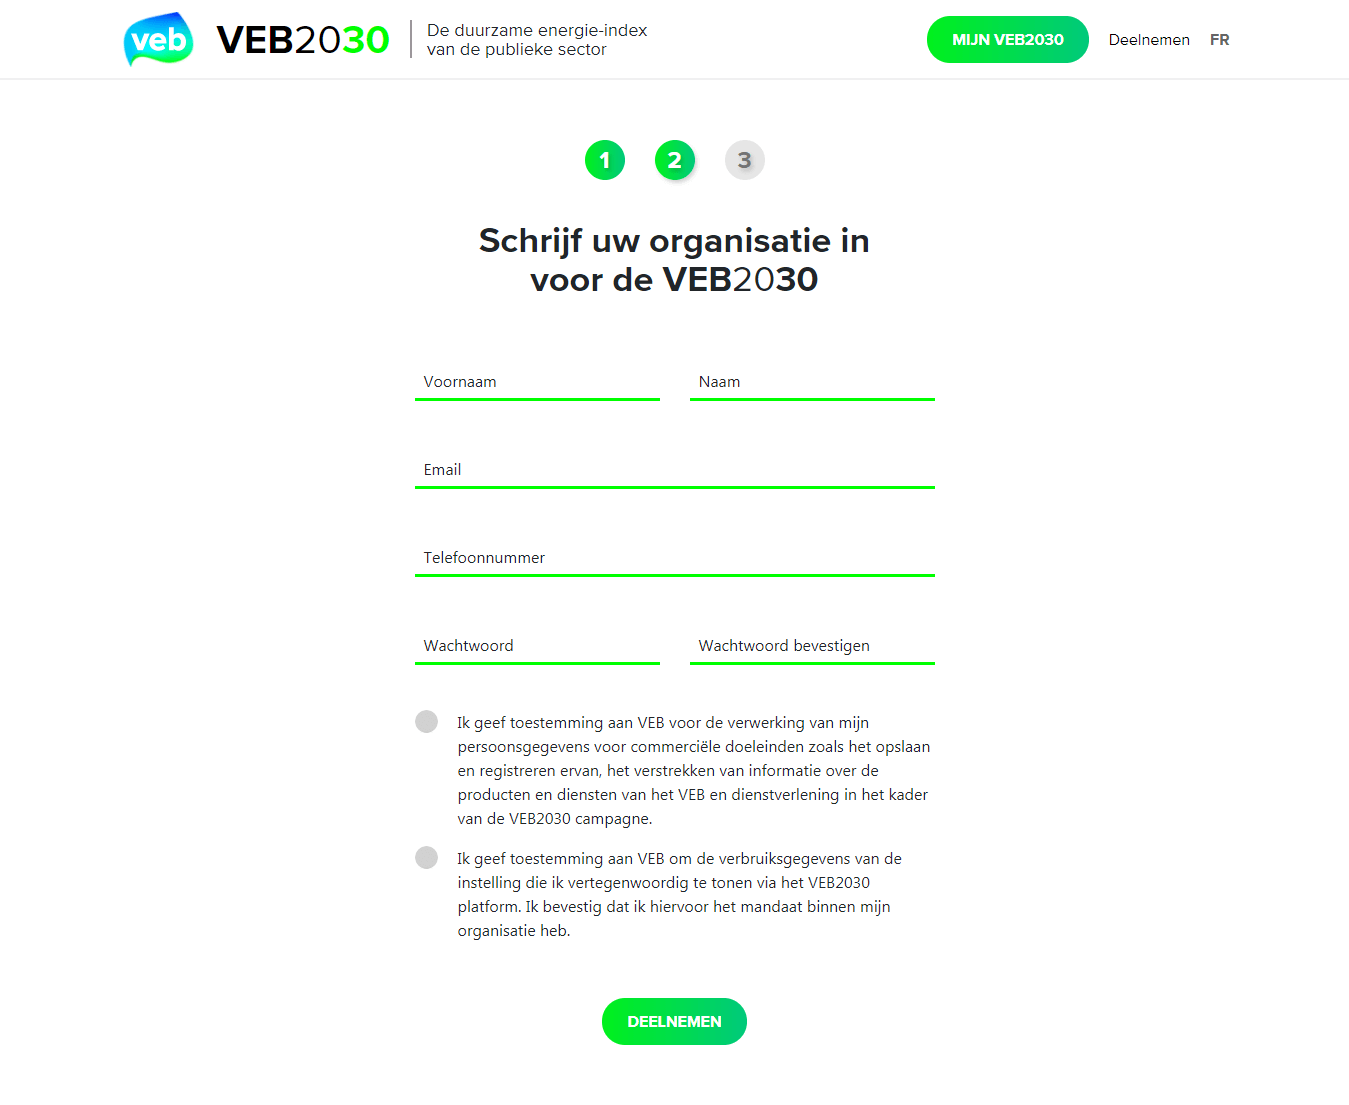 veb
VEB2030
De duurzame energie-index
van de publieke sector
MIJN VEB2030
Deelnemen
FR
1
2
3
Schrijf uw organisatie in
voor de VEB2030
Voornaam
Naam
Email
Telefoonnummer
Wachtwoord
Wachtwoord bevestigen
Ik geef toestemming aan VEB voor de verwerking van mijn
persoonsgegevens voor commerciële doeleinden zoals het opslaan
en registreren ervan, het verstrekken van informatie over de
producten en diensten van het VEB en dienstverlening in het kader
van de VEB2030 campagne.
Ik geef toestemming aan VEB om de verbruiksgegevens van de
instelling die ik vertegenwoordig te tonen via het VEB2030
platform. Ik bevestig dat ik hiervoor het mandaat binnen mijn
organisatie heb.
DEELNEMEN